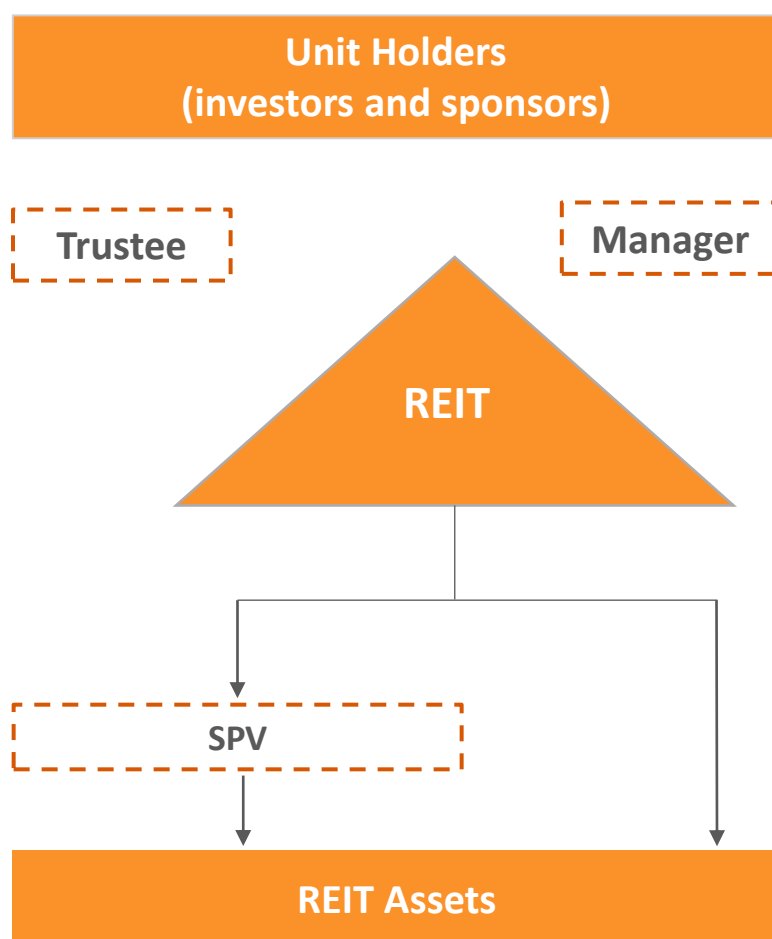 Unit Holders
(investors and sponsors)
Trustee
Manager
REIT
SPV
REIT Assets